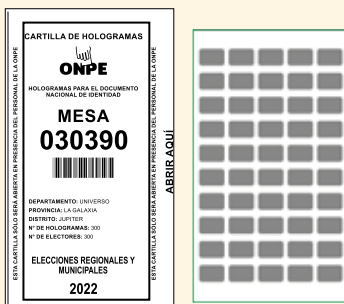 CARTILLA DE HOLOGRAMAS
ONPE
HOLOGRAMAS PARA EL DOCUMENTO
NACIONAL DE IDENTIDAD
MESA
030390
DEPARTAMENTO: UNIVERSO
PROVINCIA: LA GALAXIA
DISTRITO: JUPITER
N° DE HOLOGRAMAS: 300
N° DE ELECTORES: 300
ELECCIONES REGIONALES Y
MUNICIPALES
2022
ESTA CARTILLA SÓLO SERÁ ABIERTA EN PRESENCIA DEL PERSONAL DE LA ONPE
ESTA CARTILLA SÓLO SERÁ ABIERTA EN PRESENCIA DEL PERSONAL DE LA ONPE
ABRIR AQUÍ